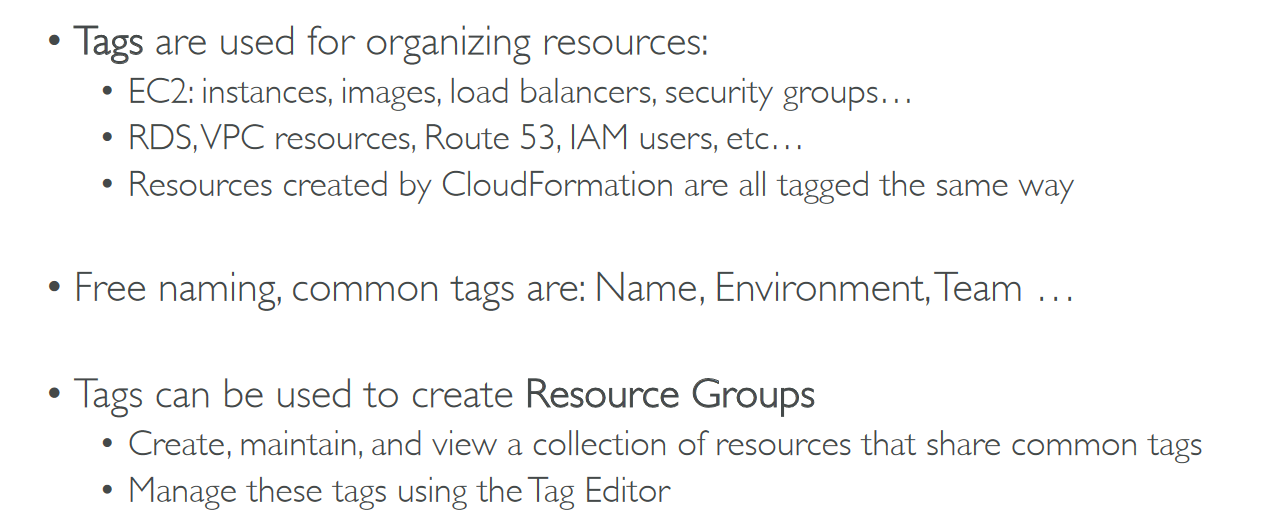 • Tags are used for organizing resources:
• EC2: instances, images, load balancers, security groups…
• RDS, VPC resources, Route 53, IAM users, etc…
• Resources created by CloudFormation are all tagged the same way
• Free naming, common tags are: Name, Environment, Team …
• Tags can be used to create Resource Groups
• Create, maintain, and view a collection of resources that share common tags
• Manage these tags using the Tag Editor